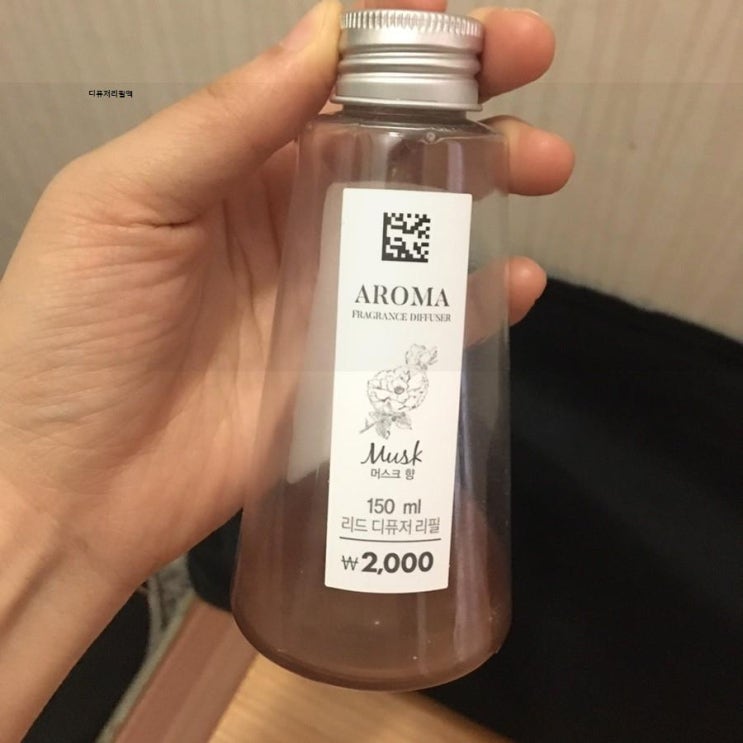 디퓨저리필액
AROMA
FRAGRANCE DIFFUSER
Musk
머스크 향
150 ml
리드 디퓨저 리필
₩2,000